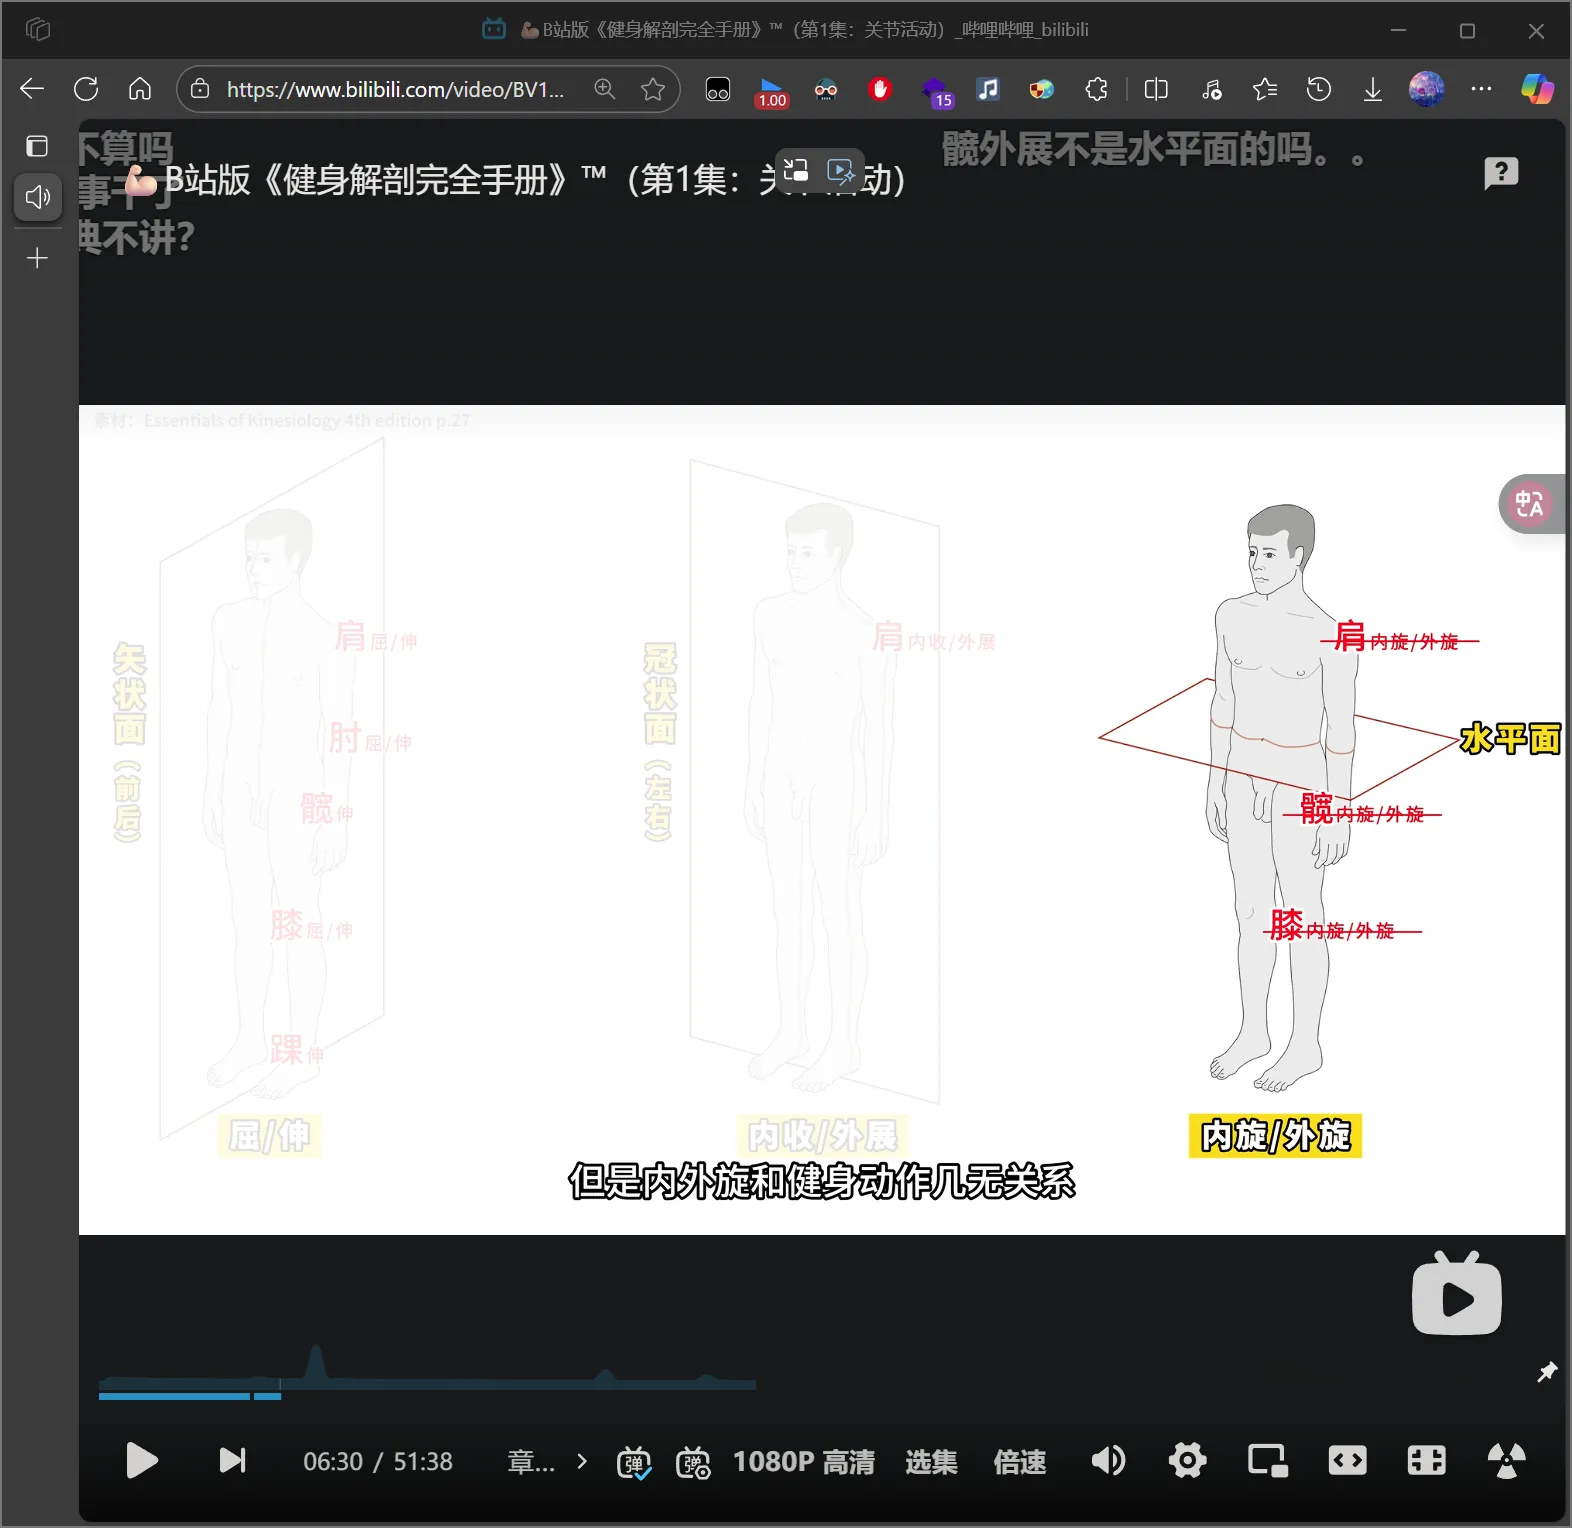 💪🏻B站版《健身解剖完全手册》™（第1集：关节活动）_哔哩哔哩_bilibili
https://www.bilibili.com/video/BV1...
1.00
15
不算吗
髋外展不是水平面的吗。。
💪🏻B站版《健身解剖完全手册》™（第1集：关节活动）
事干了
典不讲？
素材：Essentials of Kinesiology 4th edition p.27
矢状面（前后）
肩 屈/伸
肘 屈/伸
髋 伸
膝 屈/伸
踝 伸
屈/伸
冠状面（左右）
肩 内收/外展
内收/外展
肩 内旋/外旋
水平面
髋 内旋/外旋
膝 内旋/外旋
内旋/外旋
但是内外旋和健身动作几无关系
中A
06:30 / 51:38
章...
弹
弹
1080P 高清
选集
倍速